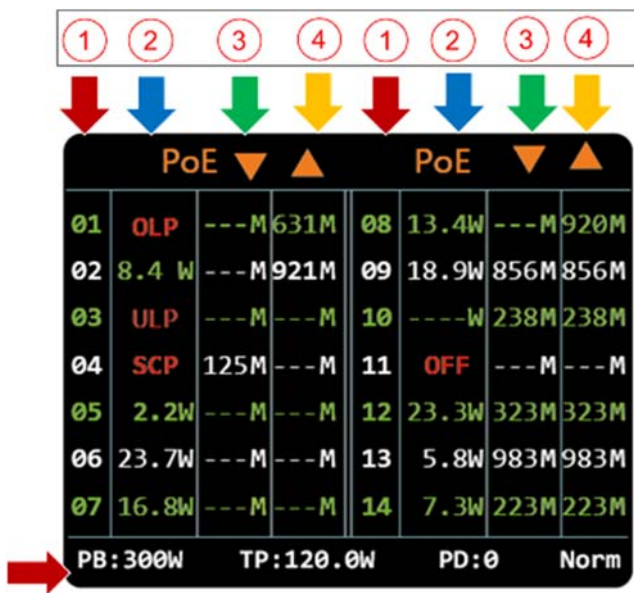 1 2 3 4 1 2 3 4
PoE ▼ ▲ PoE ▼ ▲
01 OLP ---M 631M 08 13.4W ---M 920M
02 8.4 W ---M 921M 09 18.9W 856M 856M
03 ULP ---M ---M 10 ----W 238M 238M
04 SCP 125M ---M 11 OFF ---M ---M
05 2.2W ---M ---M 12 23.3W 323M 323M
06 23.7W ---M ---M 13 5.8W 983M 983M
07 16.8W ---M ---M 14 7.3W 223M 223M
PB:300W TP:120.0W PD:0 Norm